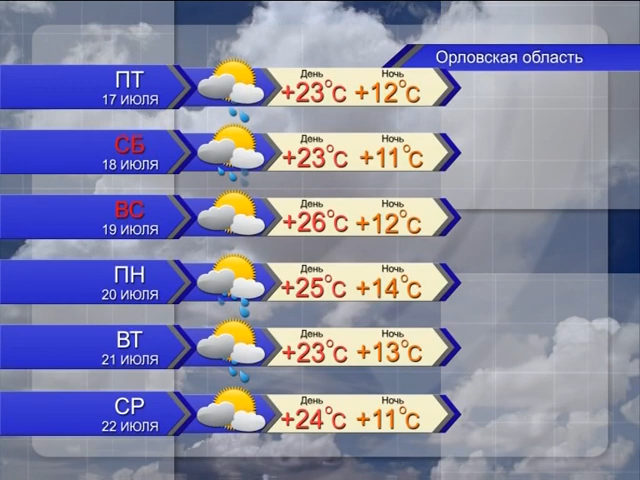 Орловская область
ПТ
17 ИЮЛЯ
День Ночь
+23°C +12°C
СБ
18 ИЮЛЯ
День Ночь
+23°C +11°C
ВС
19 ИЮЛЯ
День Ночь
+26°C +12°C
ПН
20 ИЮЛЯ
День Ночь
+25°C +14°C
ВТ
21 ИЮЛЯ
День Ночь
+23°C +13°C
СР
22 ИЮЛЯ
День Ночь
+24°C +11°C